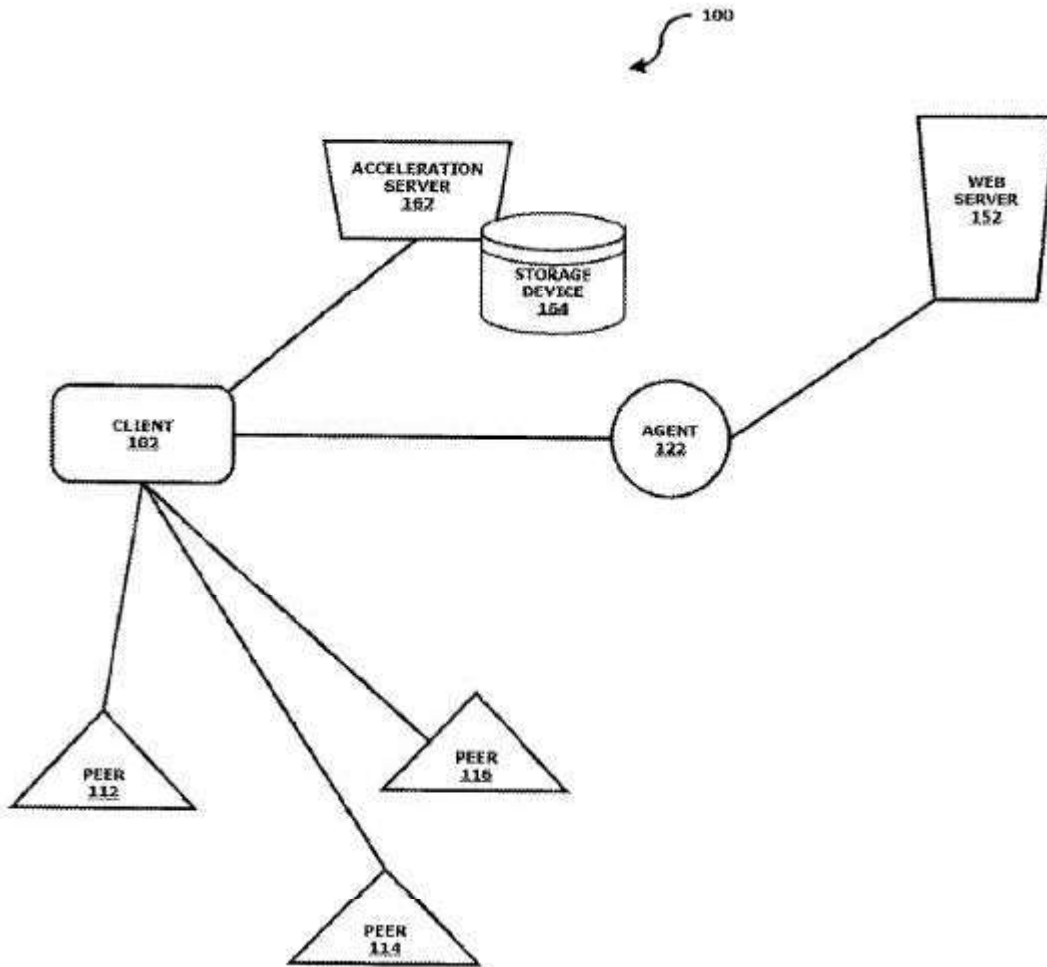 100
ACCELERATION
SERVER
162
STORAGE
DEVICE
164
WEB
SERVER
152
CLIENT
102
AGENT
122
PEER
112
PEER
116
PEER
114